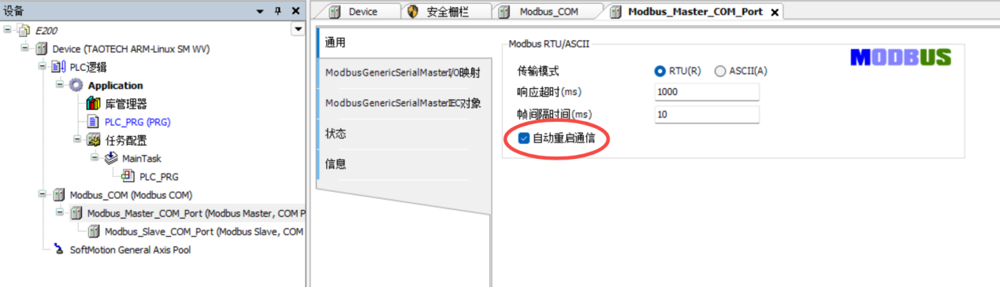 设备
E200
Device (TAOTECH ARM-Linux SM WV)
PLC逻辑
Application
库管理器
PLC_PRG (PRG)
任务配置
MainTask
PLC_PRG
Modbus_COM (Modbus COM)
Modbus_Master_COM_Port (Modbus Master, COM P
Modbus_Slave_COM_Port (Modbus Slave, COM
SoftMotion General Axis Pool
Device
安全栅栏
Modbus_COM
Modbus_Master_COM_Port
通用
ModbusGenericSerialMasterI/O映射
ModbusGenericSerialMasterIEC对象
状态
信息
Modbus RTU/ASCII
MODBUS
传输模式 RTU(R) ASCII(A)
响应超时(ms) 1000
帧间隔时间(ms) 10
自动重启通信